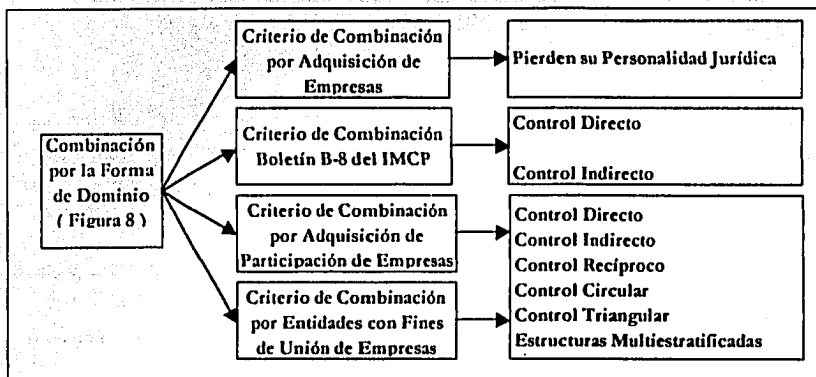 Combinación
por la Forma
de Dominio
( Figura 8 )
Criterio de Combinación
por Adquisición de
Empresas
Pierden su Personalidad Jurídica
Criterio de Combinación
Boletín B-8 del IMCP
Control Directo
Control Indirecto
Criterio de Combinación
por Adquisición de
Participación de Empresas
Criterio de Combinación
por Entidades con Fines
de Unión de Empresas
Control Directo
Control Indirecto
Control Recíproco
Control Circular
Control Triangular
Estructuras Multiestratificadas